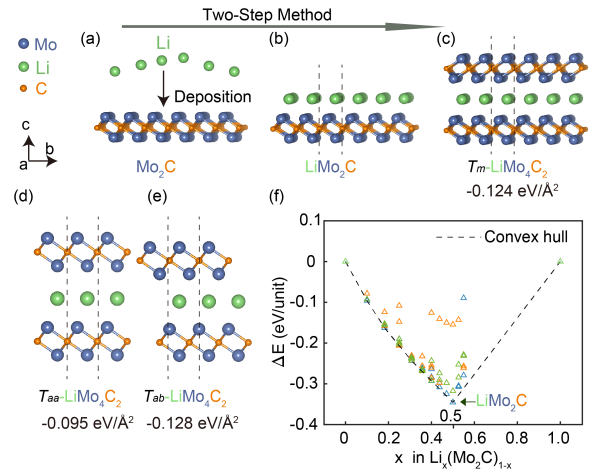 Two-Step Method
Mo
Li
C
c
a
b
(a)
Li
Deposition
Mo₂C
(b)
LiMo₂C
(c)
Tm-LiMo₄C₂
-0.124 eV/Å²
(d)
Taa-LiMo₄C₂
-0.095 eV/Å²
(e)
Tab-LiMo₄C₂
-0.128 eV/Å²
(f)
ΔE (eV/unit)
0.1
0
-0.1
-0.2
-0.3
-0.4
Convex hull
LiMo₂C
0.5
0.0 0.2 0.4 0.6 0.8 1.0
x in Liₓ(Mo₂C)₁₋ₓ